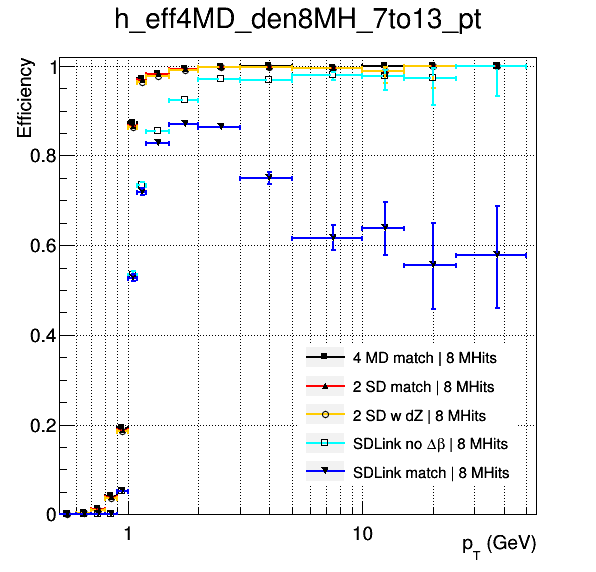 h_eff4MD_den8MH_7to13_pt
Efficiency
1
0.8
0.6
0.4
0.2
0
4 MD match | 8 MHits
2 SD match | 8 MHits
2 SD w dZ | 8 MHits
SDLink no Δβ | 8 MHits
SDLink match | 8 MHits
1
10
p_T (GeV)